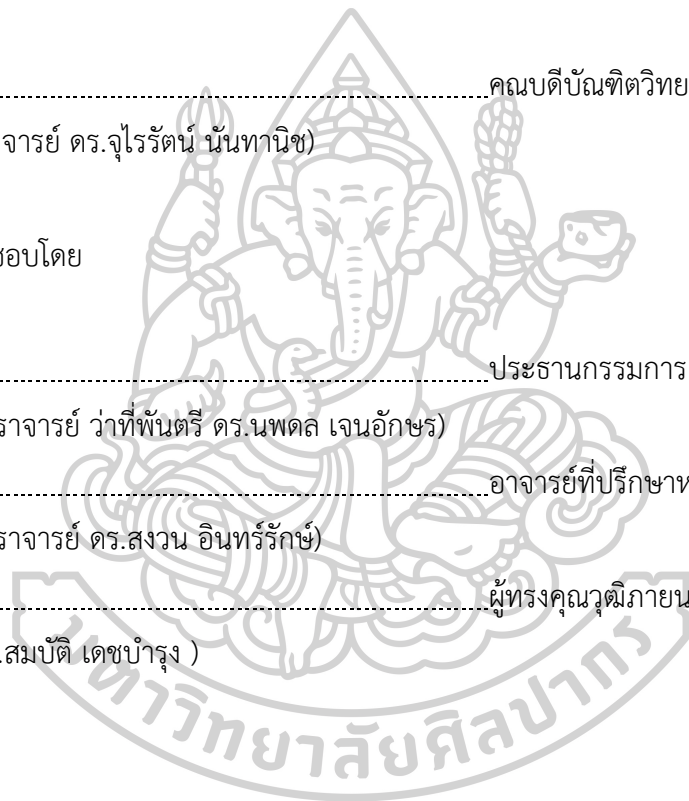 คณบดีบัณฑิตวิทย
จารย์ ดร.จุไรรัตน์ นันทานิช)
ชอบโดย
ประธานกรรมการ
ราจารย์ ว่าที่พันตรี ดร.นพดล เจนอักษร)
อาจารย์ที่ปรึกษาห
ราจารย์ ดร.สงวน อินทร์รักษ์)
ผู้ทรงคุณวุฒิภายน
.สมบัติ เดชบำรุง )
มหาวิทยาลัยศิลปากร